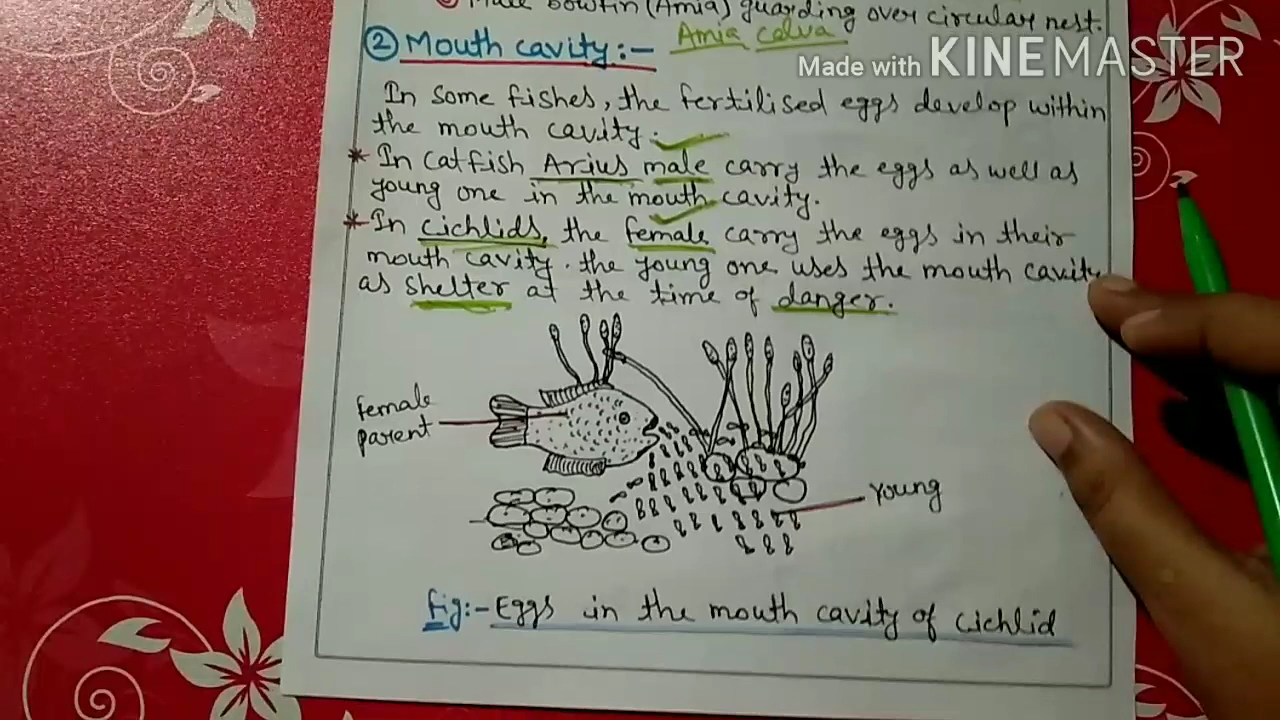 ③ Male bowfin (Amia) guarding over circular nest.
② Mouth cavity:- Amia calva
Made with KINEMASTER
In some fishes, the fertilised eggs develop within
the mouth cavity.
* In catfish Arius male carry the eggs as well as
young one in the mouth cavity.
* In cichlids, the female carry the eggs in their
mouth cavity. the young one uses the mouth cavity
as shelter at the time of danger.
female
parent
young
Fig:- Eggs in the mouth cavity of cichlid